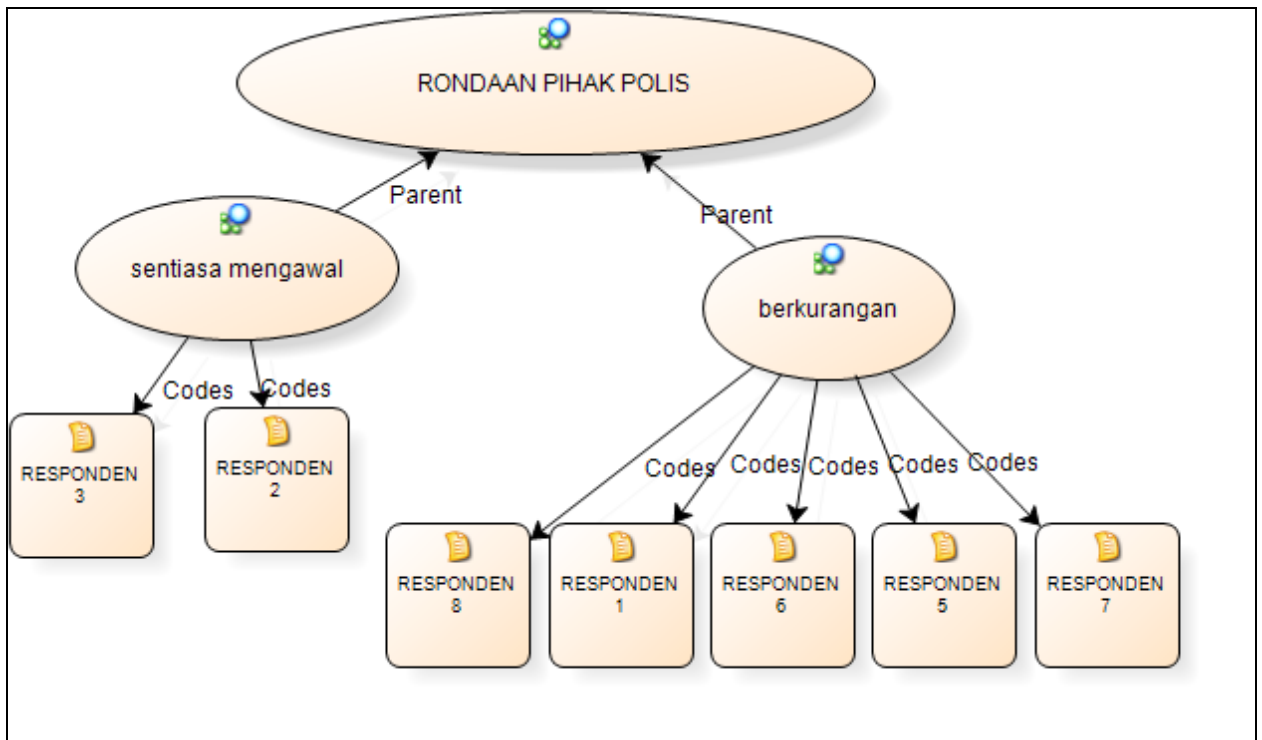 RONDAAN PIHAK POLIS
Parent
Parent
sentiasa mengawal
berkurangan
Codes
Codes
RESPONDEN
3
RESPONDEN
2
Codes
Codes
Codes
Codes
Codes
RESPONDEN
8
RESPONDEN
1
RESPONDEN
6
RESPONDEN
5
RESPONDEN
7